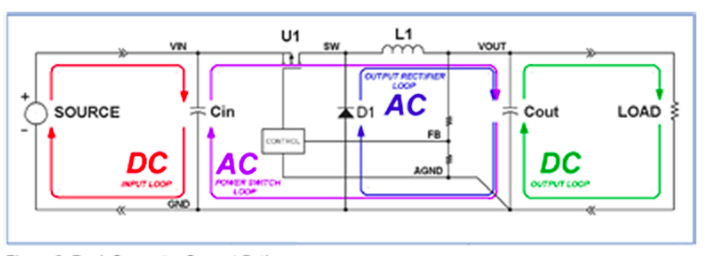 U1
L1
VIN
SW
VOUT
OUTPUT RECTIFIER
LOOP
AC
+
SOURCE
-
Cin
D1
Cout
LOAD
CONTROL
FB
DC
INPUT LOOP
AC
POWER SWITCH
LOOP
AGND
DC
OUTPUT LOOP
GND